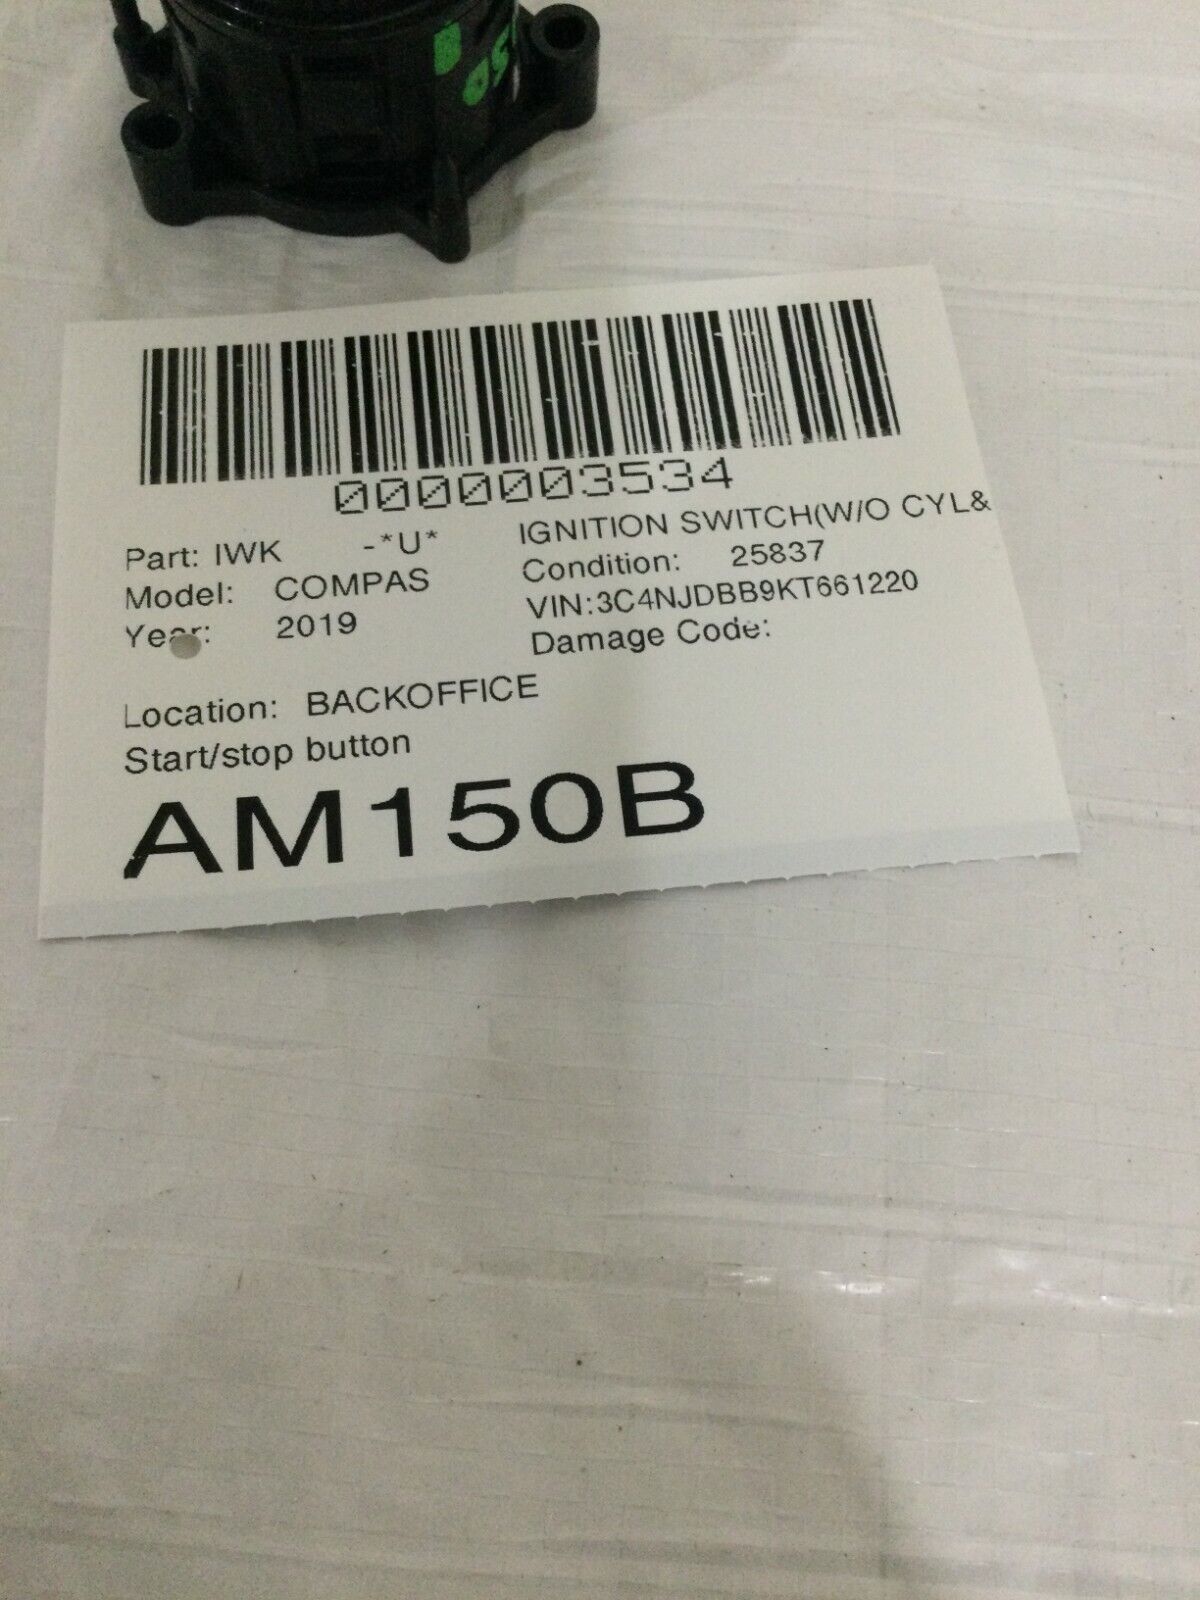 0000003534
Part: IWK -*U* IGNITION SWITCH(W/O CYL&
Model: COMPAS Condition: 25837
Year: 2019 VIN:3C4NJDBB9KT661220
Damage Code:
Location: BACKOFFICE
Start/stop button
AM150B